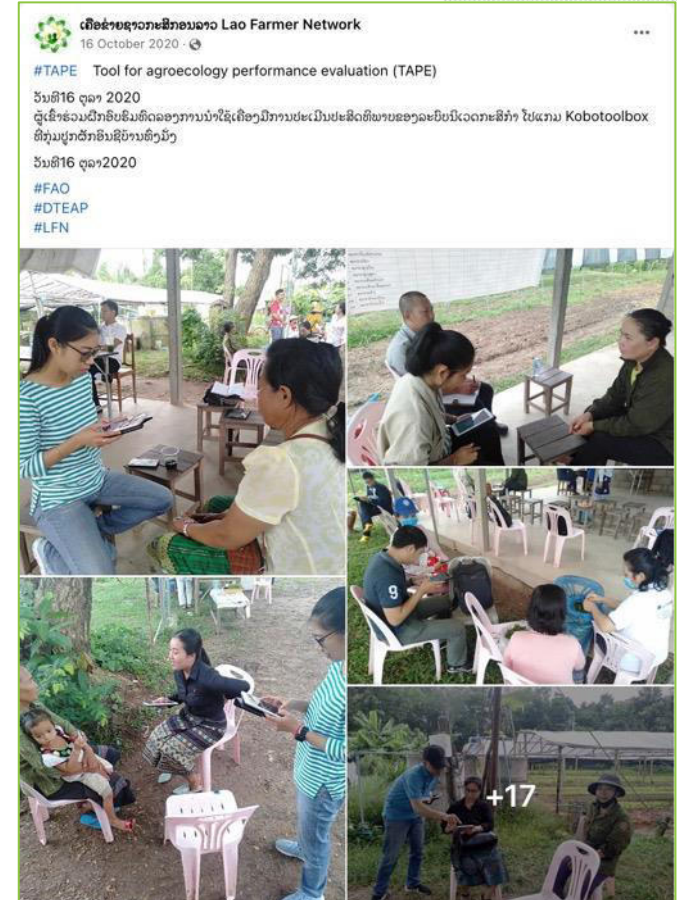 ເຄືອຂ່າຍຊາວກະສິກອນລາວ Lao Farmer Network
16 October 2020
#TAPE Tool for agroecology performance evaluation (TAPE)
ວັນທີ16 ຕຸລາ 2020
ຜູ້ເຂົ້າຮ່ວມຝຶກອົບຮົມທົດລອງການນຳໃຊ້ເຄື່ອງມືການປະເມີນປະສິດທິພາບຂອງລະບົບນິເວດກະສິກຳ ໂປແກມ Kobotoolbox
ທີ່ກຸ່ມປູກຜັກອິນຊີບ້ານທົ່ງມັ່ງ
ວັນທີ16 ຕຸລາ2020
#FAO
#DTEAP
#LFN
9
+17